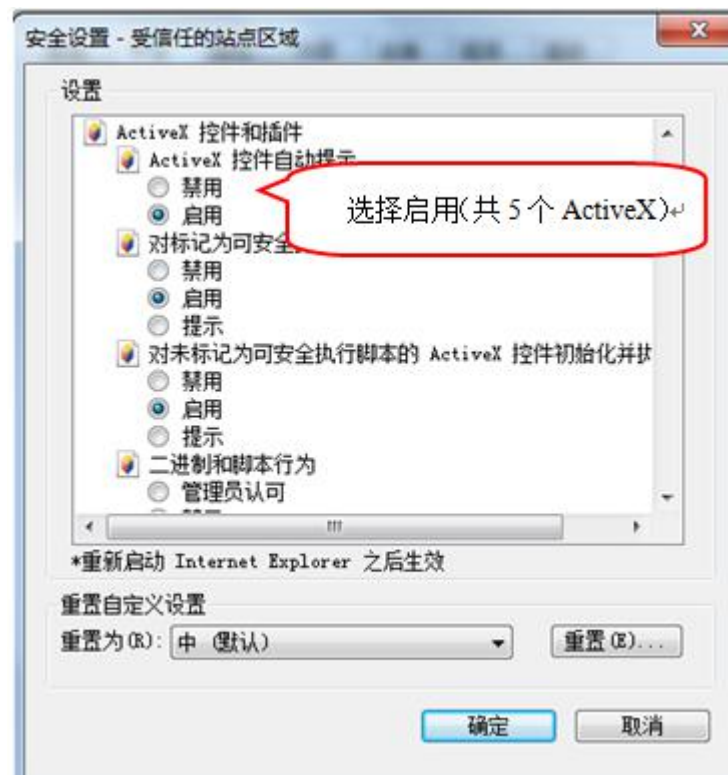 安全设置 - 受信任的站点区域
设置
ActiveX 控件和插件
ActiveX 控件自动提示
禁用
启用
选择启用(共 5 个 ActiveX)↵
对标记为可安全
禁用
启用
提示
对未标记为可安全执行脚本的 ActiveX 控件初始化并执
禁用
启用
提示
二进制和脚本行为
管理员认可
*重新启动 Internet Explorer 之后生效
重置自定义设置
重置为(R): 中 (默认)
重置(E)...
确定
取消